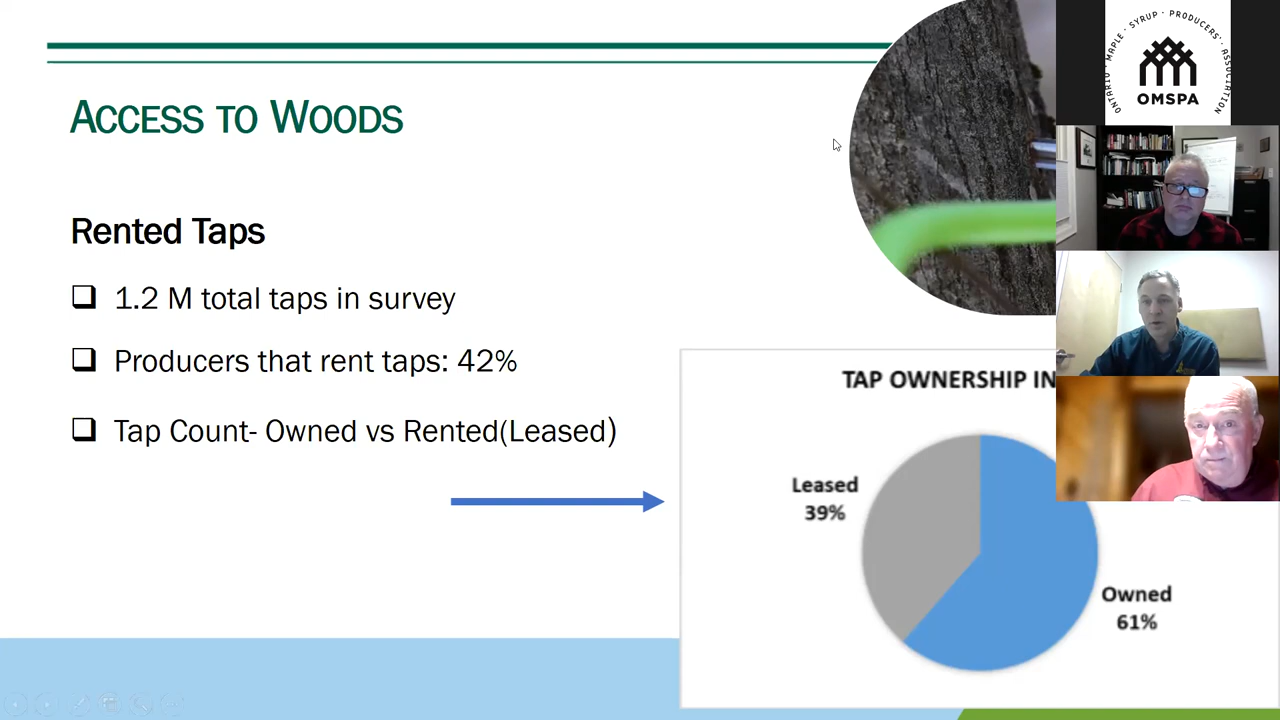 ACCESS TO WOODS
Rented Taps
1.2 M total taps in survey
Producers that rent taps: 42%
Tap Count- Owned vs Rented(Leased)
TAP OWNERSHIP IN
Leased
39%
Owned
61%
ONTARIO · MAPLE · SYRUP · PRODUCERS' · ASSOCIATION
OMSPA